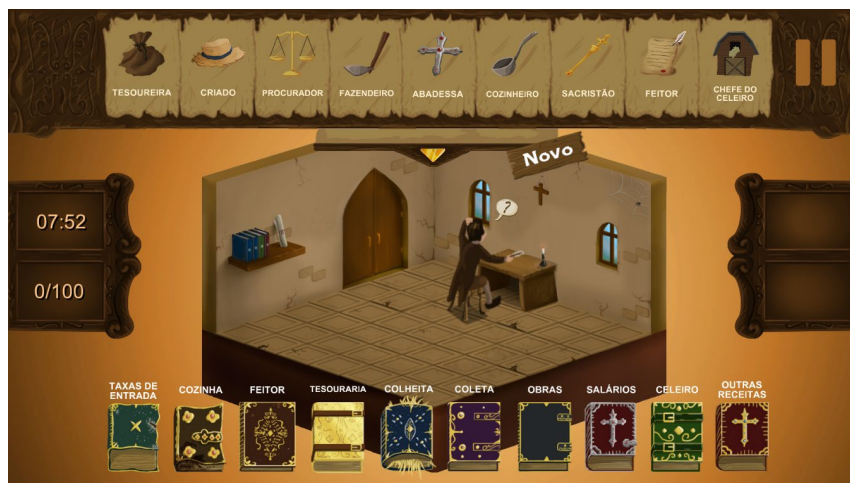 TESOUREIRA
CRIADO
PROCURADOR
FAZENDEIRO
ABADESSA
COZINHEIRO
SACRISTÃO
FEITOR
CHEFE DO
CELEIRO
Novo
?
07:52
0/100
TAXAS DE
ENTRADA
COZINHA
FEITOR
TESOURARIA
COLHEITA
COLETA
OBRAS
SALÁRIOS
CELEIRO
OUTRAS
RECEITAS